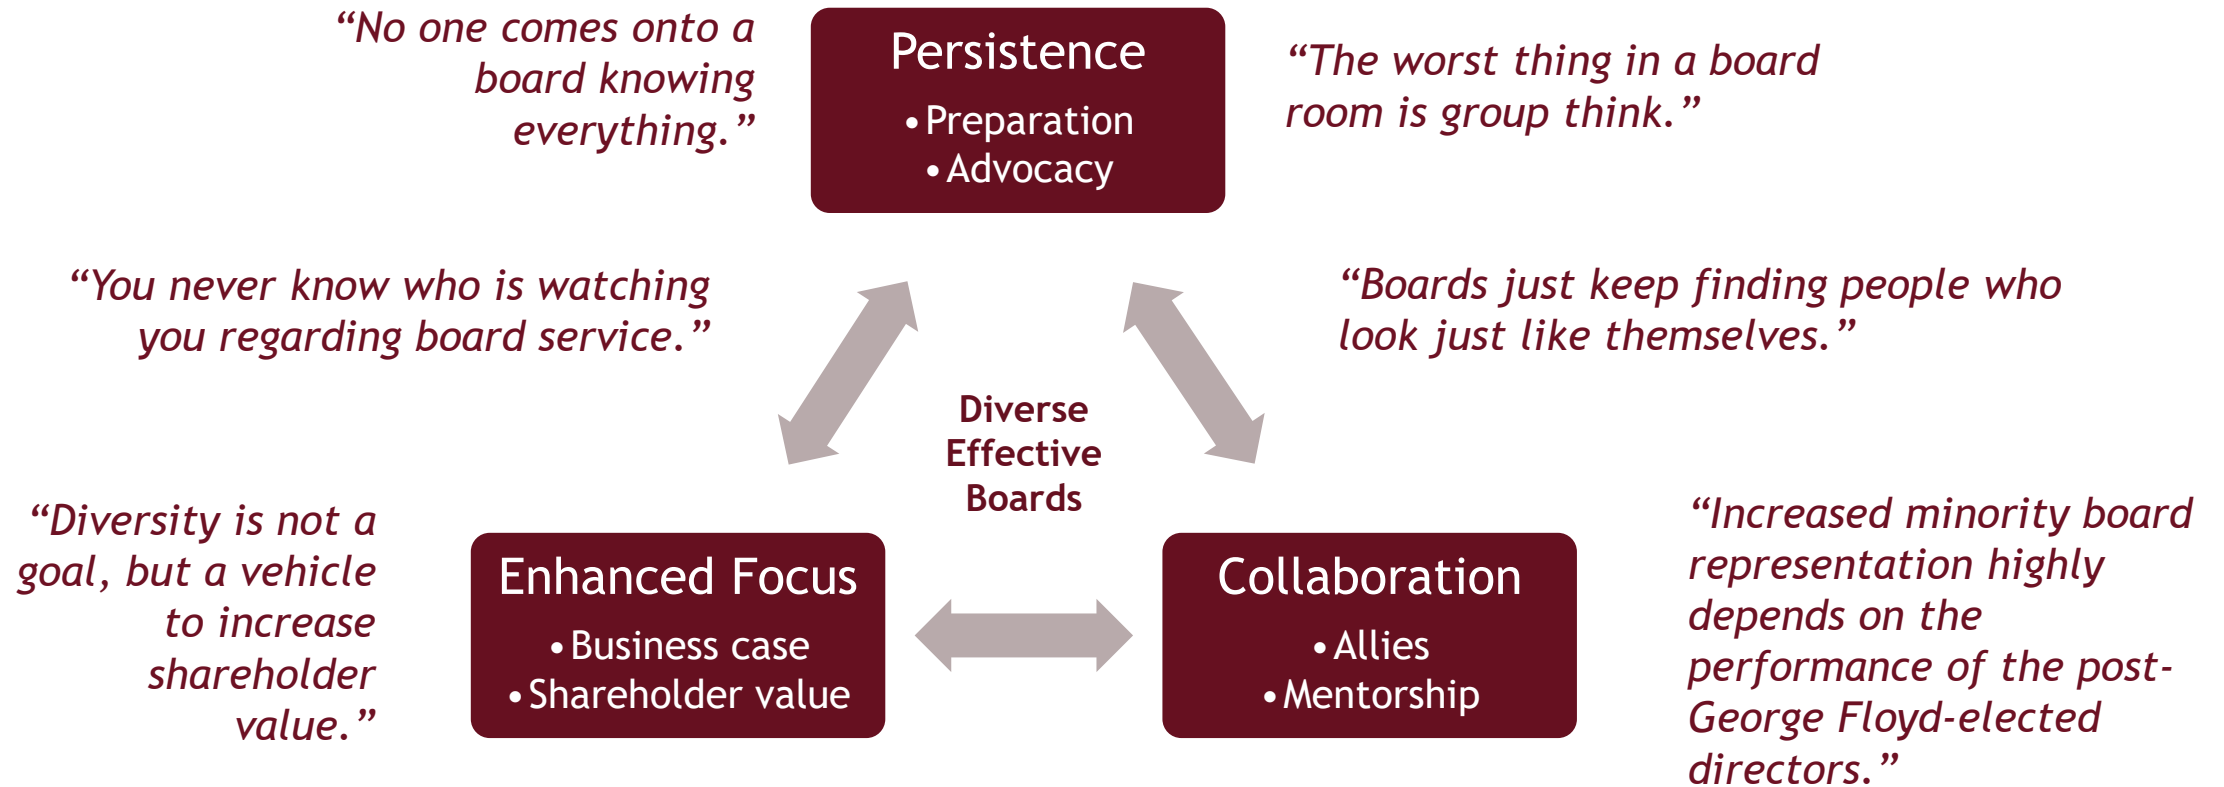 “No one comes onto a
board knowing
everything.”
Persistence
•Preparation
•Advocacy
“The worst thing in a board
room is group think.”
“You never know who is watching
you regarding board service.”
“Boards just keep finding people who
look just like themselves.”
Diverse
Effective
Boards
“Diversity is not a
goal, but a vehicle
to increase
shareholder
value.”
Enhanced Focus
•Business case
•Shareholder value
Collaboration
•Allies
•Mentorship
“Increased minority board
representation highly
depends on the
performance of the post-
George Floyd-elected
directors.”